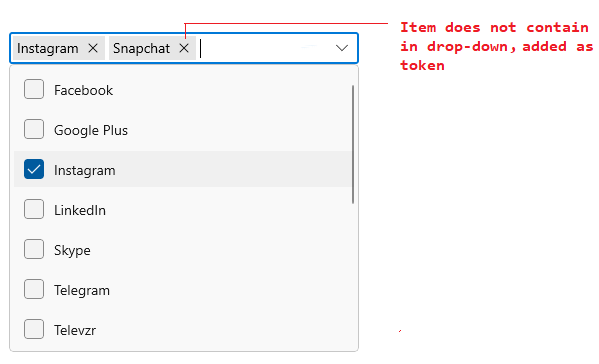 Instagram Snapchat
Item does not contain
in drop-down, added as
token
Facebook
Google Plus
Instagram
LinkedIn
Skype
Telegram
Televzr